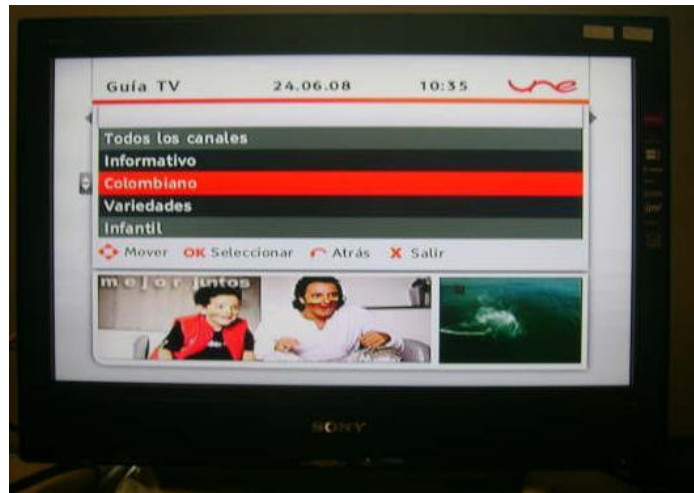 Guía TV 24.06.08 10:35 une
Todos los canales
Informativo
Colombiano
Variedades
Infantil
Mover OK Seleccionar Atrás X Salir
mejor juntos
SONY